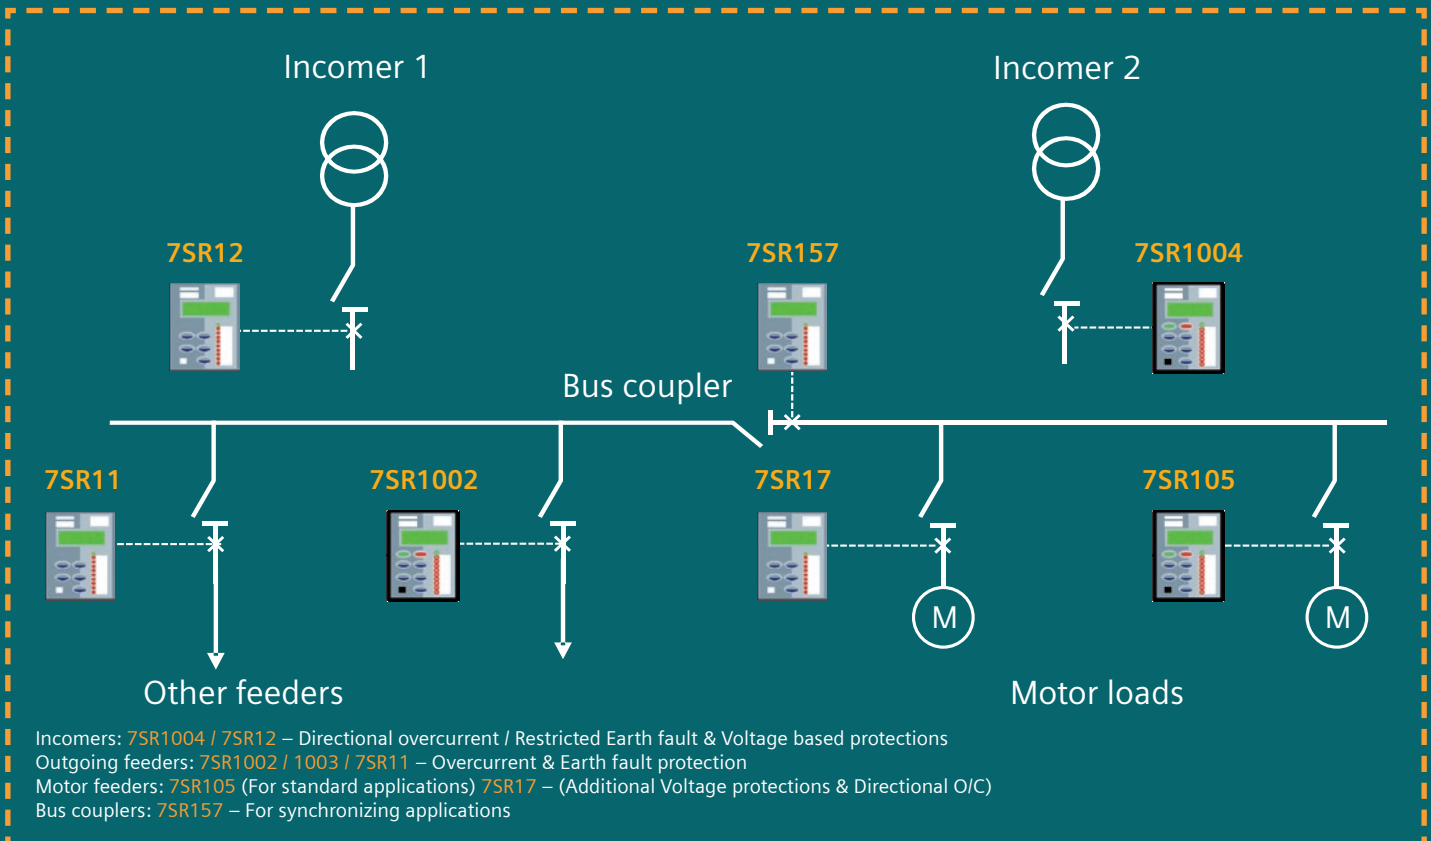 Incomer 1
Incomer 2
7SR12
7SR157
7SR1004
Bus coupler
7SR11
7SR1002
7SR17
7SR105
M
M
Other feeders
Motor loads
Incomers: 7SR1004 / 7SR12 – Directional overcurrent / Restricted Earth fault & Voltage based protections
Outgoing feeders: 7SR1002 / 1003 / 7SR11 – Overcurrent & Earth fault protection
Motor feeders: 7SR105 (For standard applications) 7SR17 – (Additional Voltage protections & Directional O/C)
Bus couplers: 7SR157 – For synchronizing applications